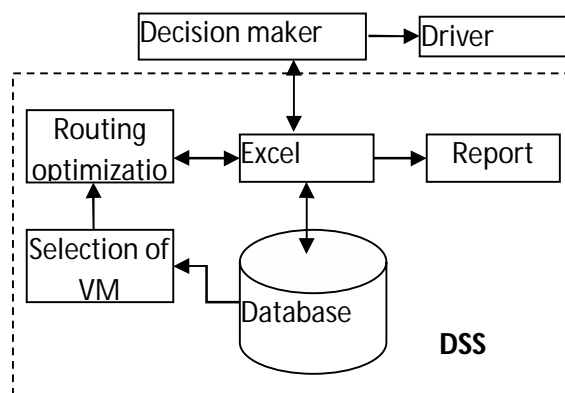 Decision maker
Driver
Routing
optimizatio
Excel
Report
Selection of
VM
Database
DSS